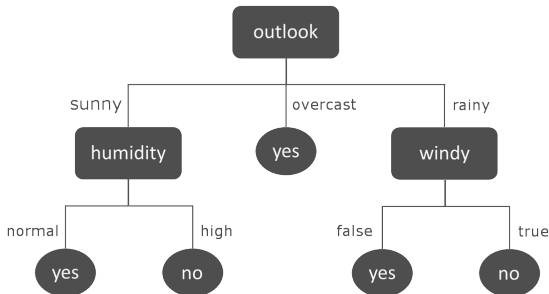 outlook
sunny overcast rainy
humidity yes windy
normal high false true
yes no yes no